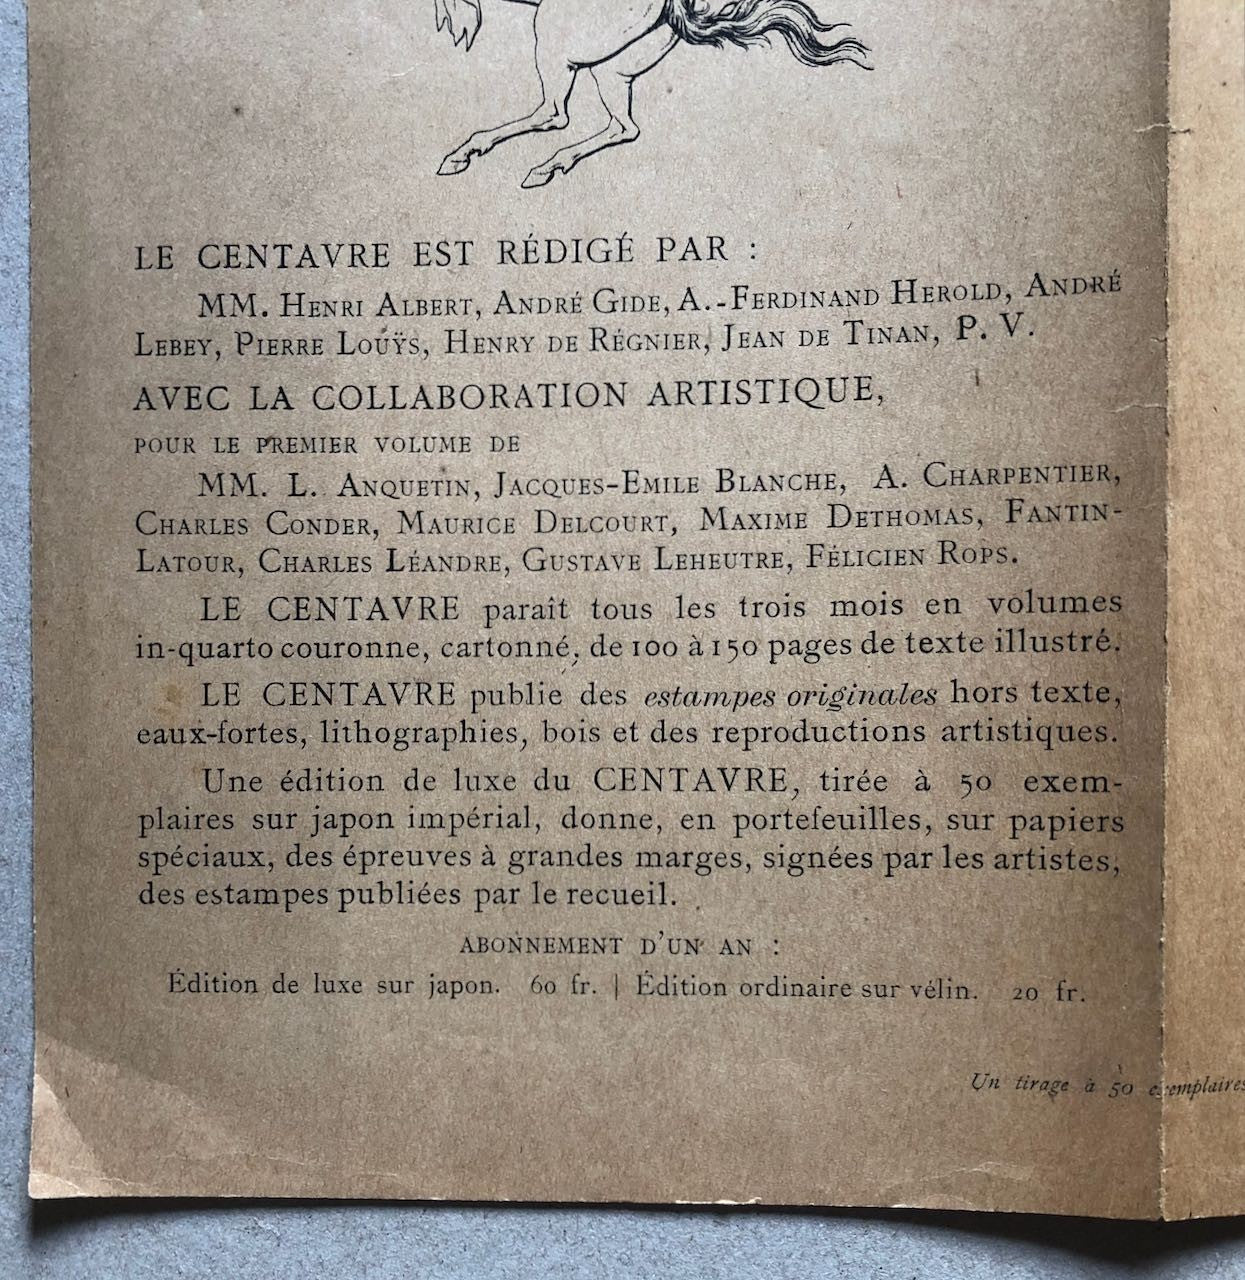 LE CENTAVRE EST RÉDIGÉ PAR :
MM. HENRI ALBERT, ANDRÉ GIDE, A.-FERDINAND HEROLD, ANDRÉ
LEBEY, PIERRE LOUŸS, HENRY DE RÉGNIER, JEAN DE TINAN, P. V.
AVEC LA COLLABORATION ARTISTIQUE,
POUR LE PREMIER VOLUME DE
MM. L. ANQUETIN, JACQUES-EMILE BLANCHE, A. CHARPENTIER,
CHARLES CONDER, MAURICE DELCOURT, MAXIME DETHOMAS, FANTIN-
LATOUR, CHARLES LÉANDRE, GUSTAVE LEHEUTRE, FÉLICIEN ROPS.
LE CENTAVRE paraît tous les trois mois en volumes
in-quarto couronne, cartonné, de 100 à 150 pages de texte illustré.
LE CENTAVRE publie des estampes originales hors texte,
eaux-fortes, lithographies, bois et des reproductions artistiques.
Une édition de luxe du CENTAVRE, tirée à 50 exem-
plaires sur japon impérial, donne, en portefeuilles, sur papiers
spéciaux, des épreuves à grandes marges, signées par les artistes,
des estampes publiées par le recueil.
ABONNEMENT D'UN AN :
Édition de luxe sur japon. 60 fr. | Édition ordinaire sur vélin. 20 fr.
Un tirage à 50 exemplaires